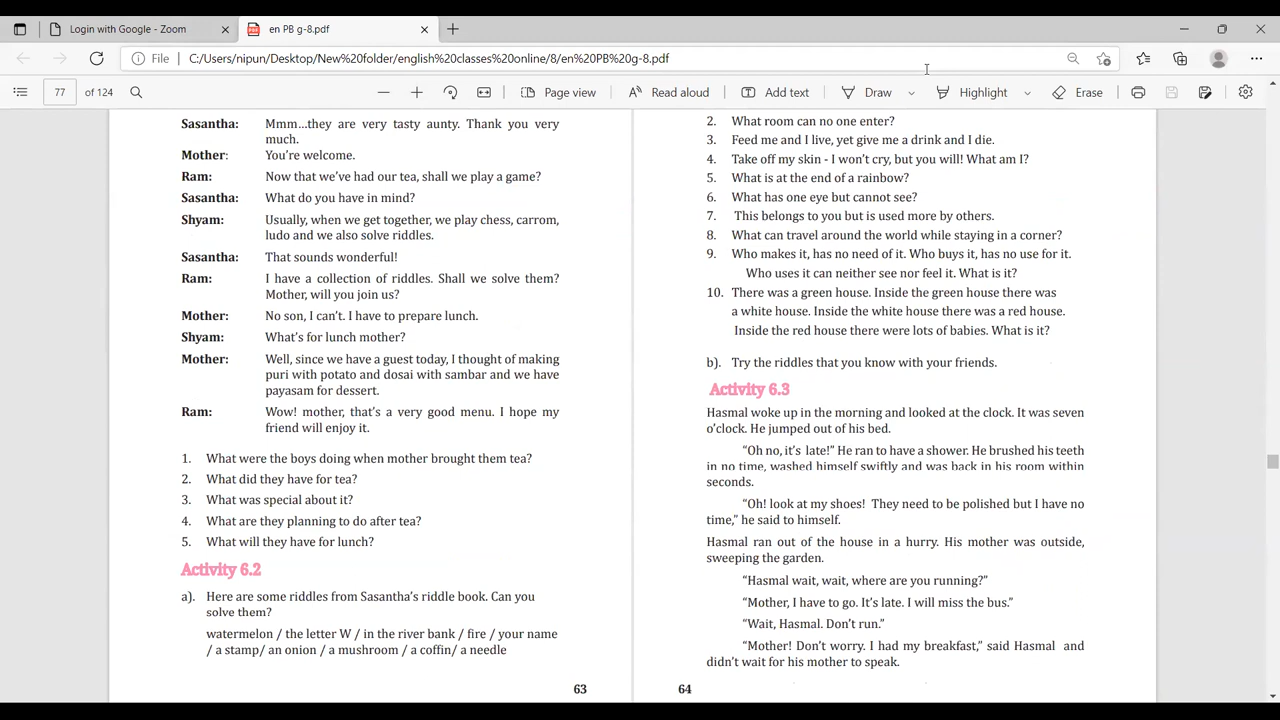 Login with Google - Zoom
en PB g-8.pdf
File C:/Users/nipun/Desktop/New%20folder/english%20classes%20online/8/en%20PB%20g-8.pdf
77 of 124 Page view Read aloud Add text Draw Highlight Erase
Sasantha: Mmm...they are very tasty aunty. Thank you very
much.
Mother: You're welcome.
Ram: Now that we've had our tea, shall we play a game?
Sasantha: What do you have in mind?
Shyam: Usually, when we get together, we play chess, carrom,
ludo and we also solve riddles.
Sasantha: That sounds wonderful!
Ram: I have a collection of riddles. Shall we solve them?
Mother, will you join us?
Mother: No son, I can't. I have to prepare lunch.
Shyam: What's for lunch mother?
Mother: Well, since we have a guest today, I thought of making
puri with potato and dosai with sambar and we have
payasam for dessert.
Ram: Wow! mother, that's a very good menu. I hope my
friend will enjoy it.
1. What were the boys doing when mother brought them tea?
2. What did they have for tea?
3. What was special about it?
4. What are they planning to do after tea?
5. What will they have for lunch?
Activity 6.2
a). Here are some riddles from Sasantha's riddle book. Can you
solve them?
watermelon / the letter W / in the river bank / fire / your name
/ a stamp/ an onion / a mushroom / a coffin/ a needle
63
2. What room can no one enter?
3. Feed me and I live, yet give me a drink and I die.
4. Take off my skin - I won't cry, but you will! What am I?
5. What is at the end of a rainbow?
6. What has one eye but cannot see?
7. This belongs to you but is used more by others.
8. What can travel around the world while staying in a corner?
9. Who makes it, has no need of it. Who buys it, has no use for it.
Who uses it can neither see nor feel it. What is it?
10. There was a green house. Inside the green house there was
a white house. Inside the white house there was a red house.
Inside the red house there were lots of babies. What is it?
b). Try the riddles that you know with your friends.
Activity 6.3
Hasmal woke up in the morning and looked at the clock. It was seven
o'clock. He jumped out of his bed.
"Oh no, it's late!" He ran to have a shower. He brushed his teeth
in no time, washed himself swiftly and was back in his room within
seconds.
"Oh! look at my shoes! They need to be polished but I have no
time," he said to himself.
Hasmal ran out of the house in a hurry. His mother was outside,
sweeping the garden.
"Hasmal wait, wait, where are you running?"
"Mother, I have to go. It's late. I will miss the bus."
"Wait, Hasmal. Don't run."
"Mother! Don't worry. I had my breakfast," said Hasmal and
didn't wait for his mother to speak.
64